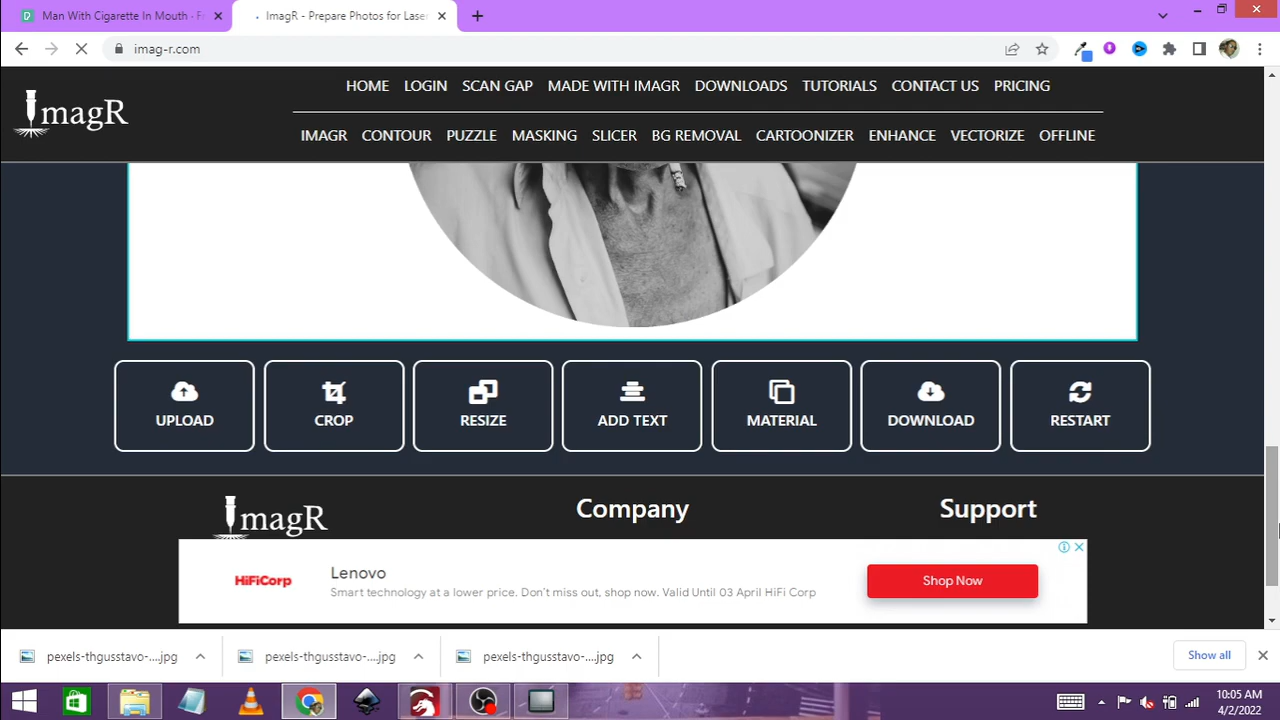 Man With Cigarette In Mouth · F
ImagR - Prepare Photos for Laser
imag-r.com
ImagR
HOME LOGIN SCAN GAP MADE WITH IMAGR DOWNLOADS TUTORIALS CONTACT US PRICING
IMAGR CONTOUR PUZZLE MASKING SLICER BG REMOVAL CARTOONIZER ENHANCE VECTORIZE OFFLINE
UPLOAD CROP RESIZE ADD TEXT MATERIAL DOWNLOAD RESTART
ImagR Company Support
HiFiCorp
Lenovo
Smart technology at a lower price. Don't miss out, shop now. Valid Until 03 April HiFi Corp
Shop Now
pexels-thgusstavo-....jpg pexels-thgusstavo-....jpg pexels-thgusstavo-....jpg Show all
10:05 AM
4/2/2022